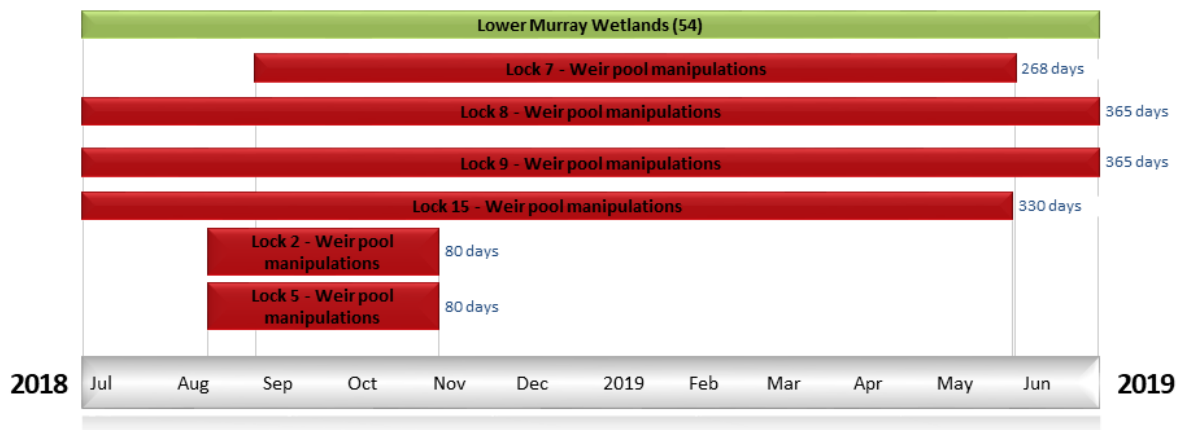 Lower Murray Wetlands (54)
Lock 7 - Weir pool manipulations
268 days
Lock 8 - Weir pool manipulations
365 days
Lock 9 - Weir pool manipulations
365 days
Lock 15 - Weir pool manipulations
330 days
Lock 2 - Weir pool
manipulations
80 days
Lock 5 - Weir pool
manipulations
80 days
2018 Jul Aug Sep Oct Nov Dec 2019 Feb Mar Apr May Jun 2019